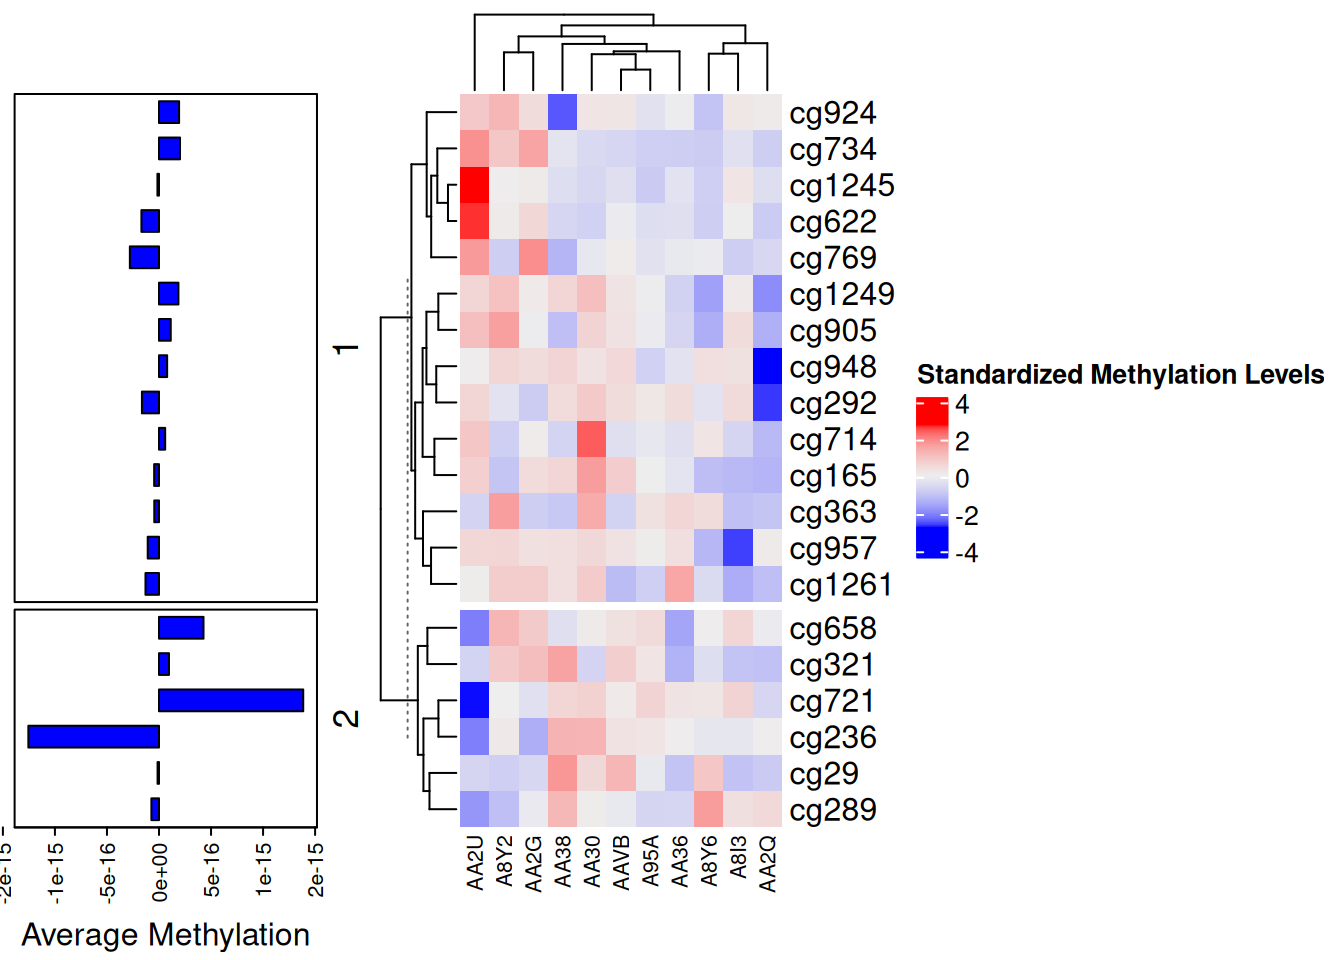 cg924
cg734
cg1245
cg622
cg769
cg1249
cg905
cg948
cg292
cg714
cg165
cg363
cg957
cg1261
1
cg658
cg321
cg721
cg236
cg29
cg289
2
Standardized Methylation Levels
4
2
0
-2
-4
AA2U
A8Y2
AA2G
AA38
AA30
AAVB
A95A
AA36
A8Y6
A8I3
AA2Q
-2e-15
-1e-15
-5e-16
0e+00
5e-16
1e-15
2e-15
Average Methylation